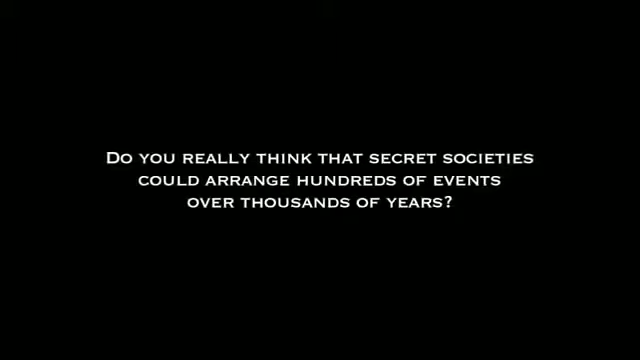 Do you really think that secret societies
could arrange hundreds of events
over thousands of years?